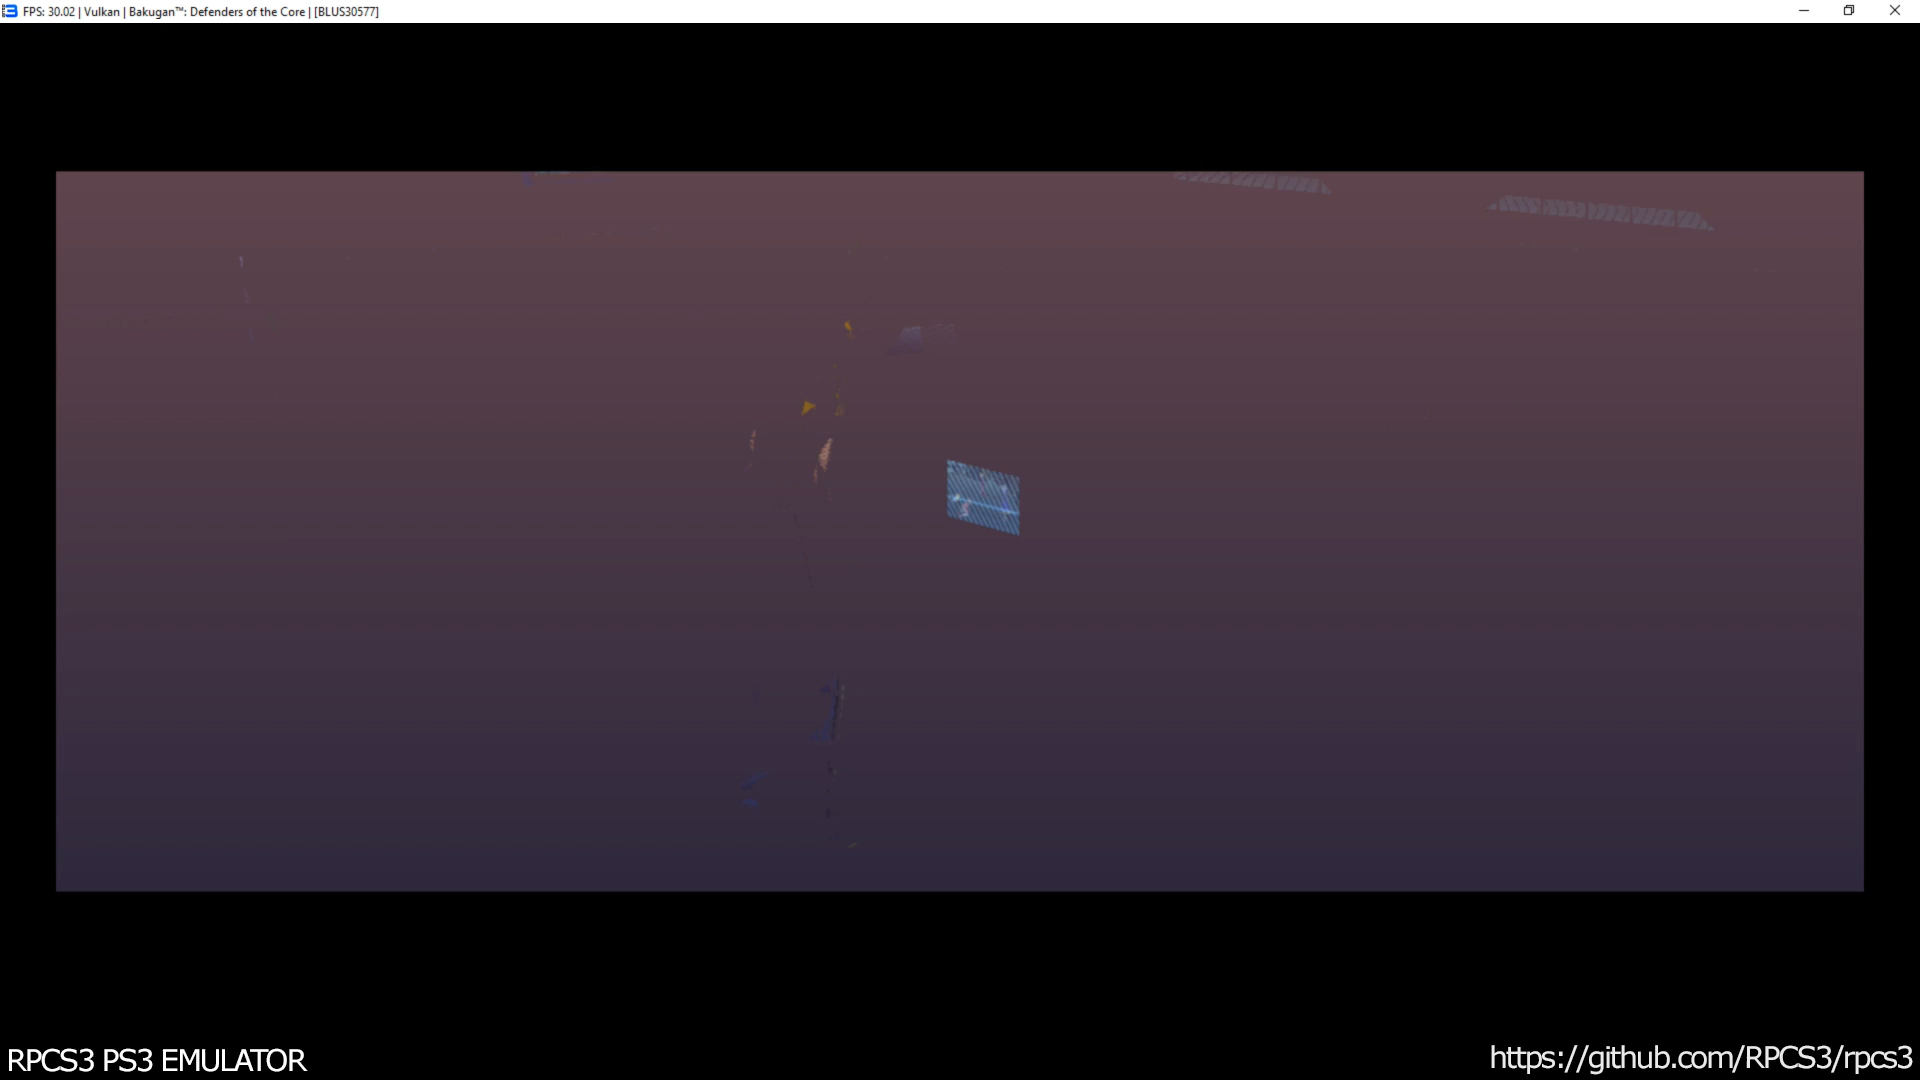 FPS: 30.02 | Vulkan | Bakugan™: Defenders of the Core | [BLUS30577]
RPCS3 PS3 EMULATOR
https://github.com/RPCS3/rpcs3